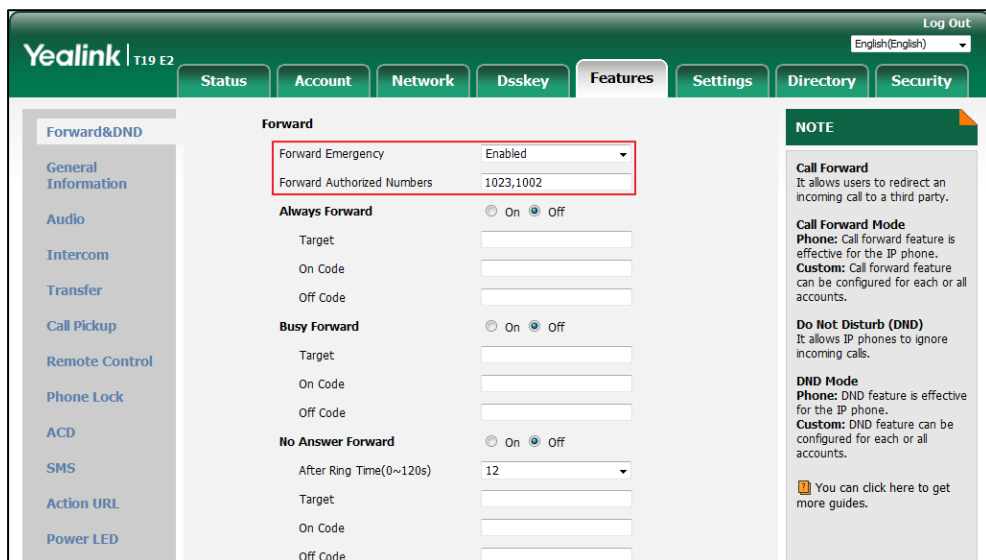 Log Out
Yealink T19 E2
English(English)
Status Account Network Dsskey Features Settings Directory Security
Forward&DND
General
Information
Audio
Intercom
Transfer
Call Pickup
Remote Control
Phone Lock
ACD
SMS
Action URL
Power LED
Forward
Forward Emergency Enabled
Forward Authorized Numbers 1023,1002
Always Forward On Off
Target
On Code
Off Code
Busy Forward On Off
Target
On Code
Off Code
No Answer Forward On Off
After Ring Time(0~120s) 12
Target
On Code
Off Code
NOTE
Call Forward
It allows users to redirect an
incoming call to a third party.
Call Forward Mode
Phone: Call forward feature is
effective for the IP phone.
Custom: Call forward feature
can be configured for each or all
accounts.
Do Not Disturb (DND)
It allows IP phones to ignore
incoming calls.
DND Mode
Phone: DND feature is effective
for the IP phone.
Custom: DND feature can be
configured for each or all
accounts.
You can click here to get
more guides.